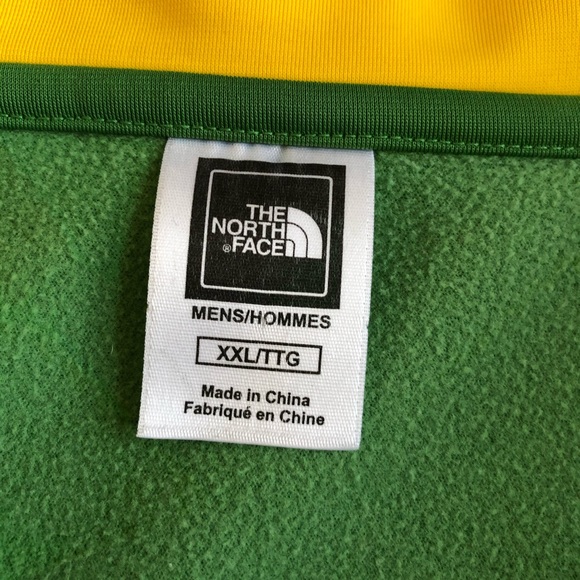 THE
NORTH
®FACE
MENS/HOMMES
XXL/TTG
Made in China
Fabriqué en Chine